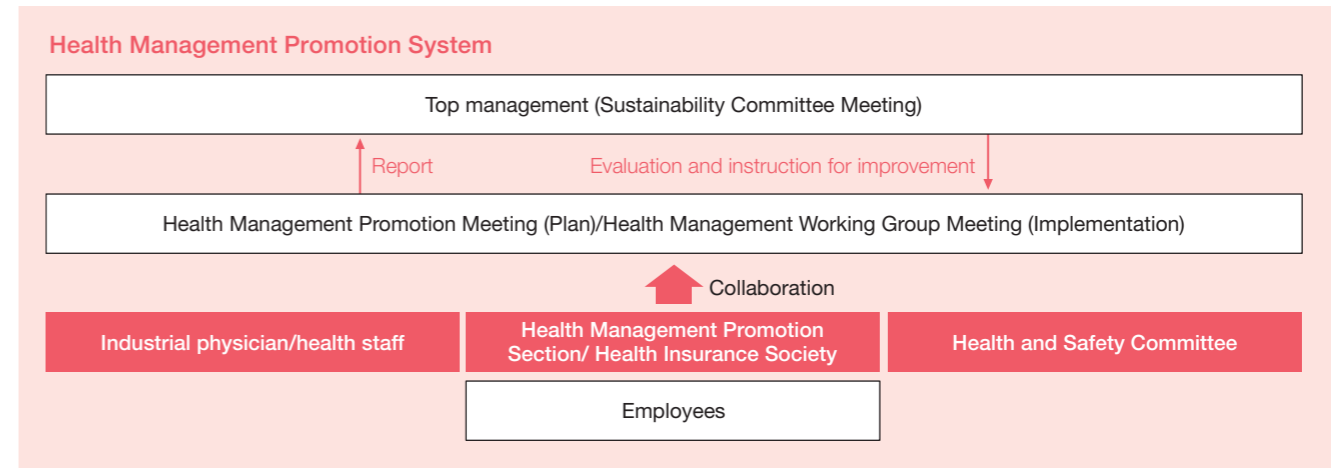 Health Management Promotion System
Top management (Sustainability Committee Meeting)
Report
Evaluation and instruction for improvement
Health Management Promotion Meeting (Plan)/Health Management Working Group Meeting (Implementation)
Collaboration
Industrial physician/health staff
Health Management Promotion
Section/ Health Insurance Society
Health and Safety Committee
Employees